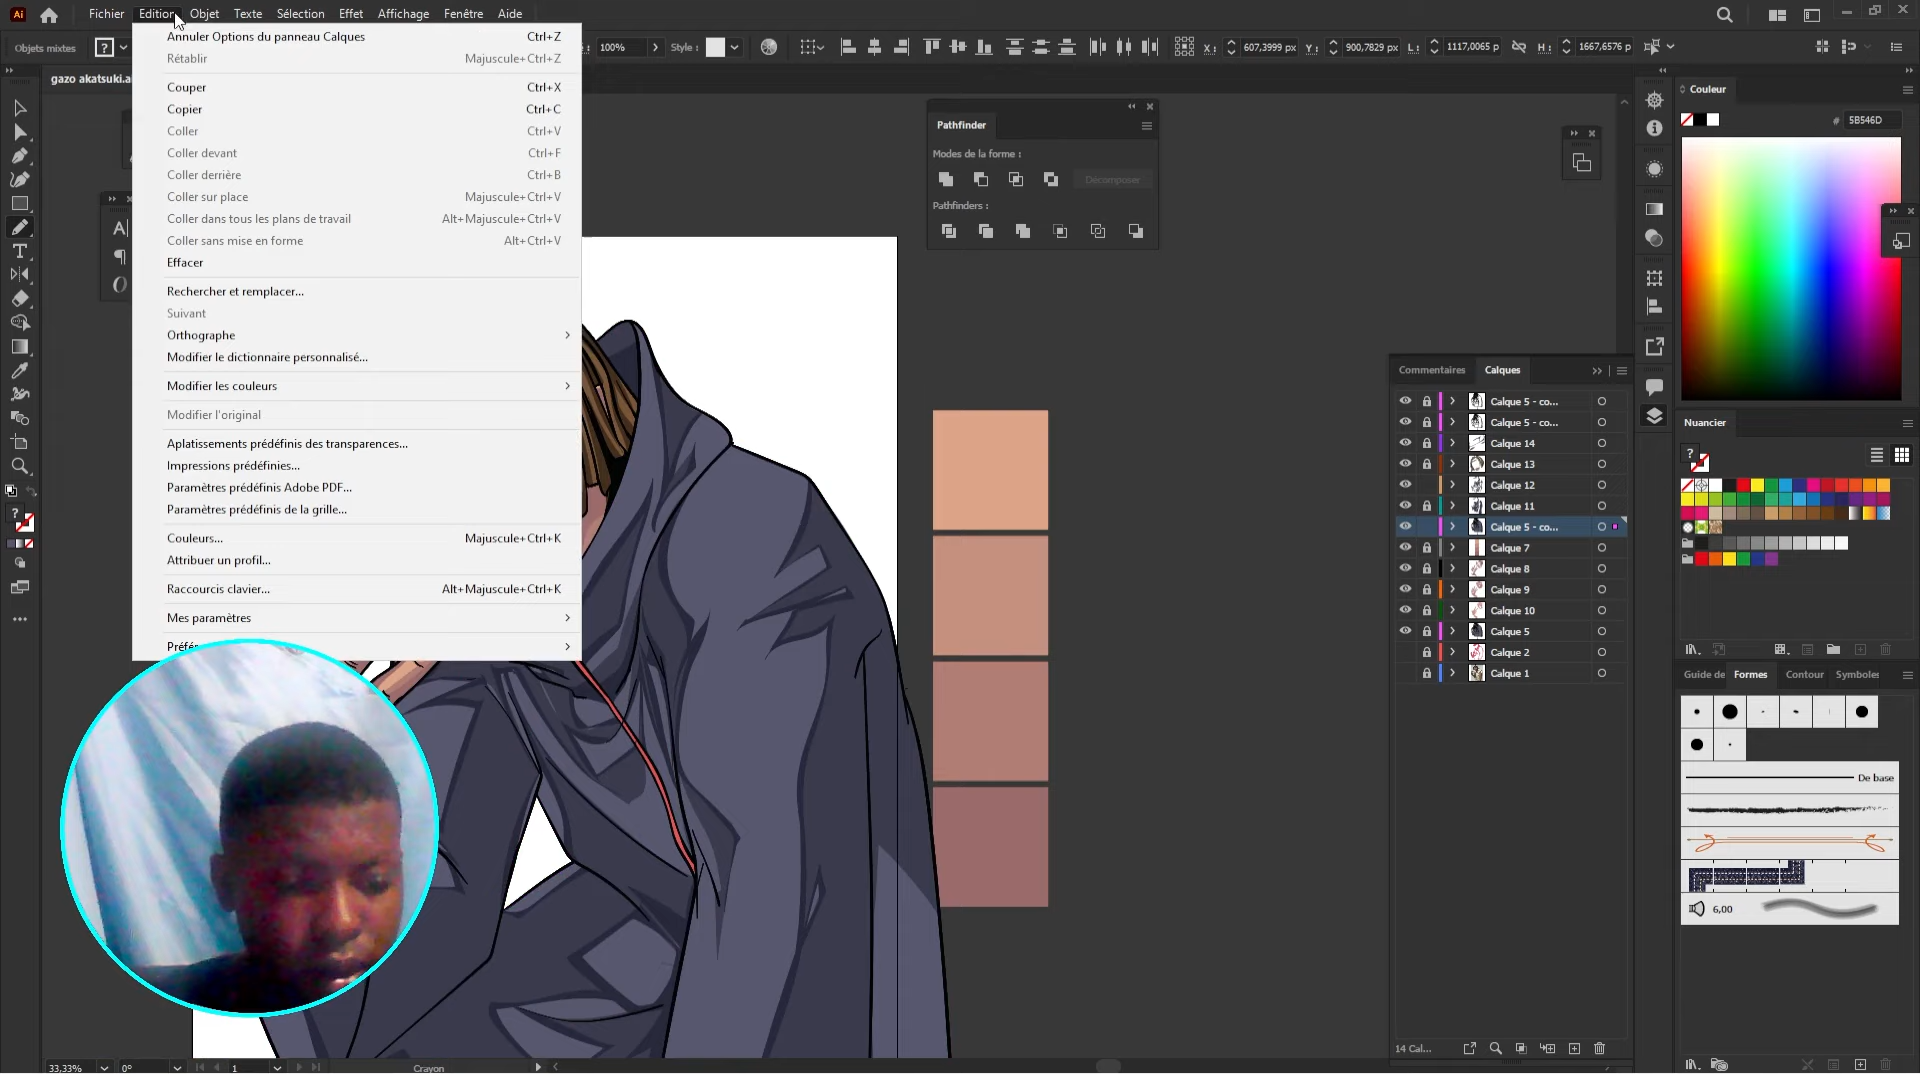 Ai Fichier Edition Objet Texte Sélection Effet Affichage Fenêtre Aide
Objets mixtes ? 100% Style : X : 607,3999 px Y : 900,7829 px L : 1117,0065 p H : 1667,6576 p
gazo akatsuki.a
Annuler Options du panneau Calques Ctrl+Z
Rétablir Majuscule+Ctrl+Z
Couper Ctrl+X
Copier Ctrl+C
Coller Ctrl+V
Coller devant Ctrl+F
Coller derrière Ctrl+B
Coller sur place Majuscule+Ctrl+V
Coller dans tous les plans de travail Alt+Majuscule+Ctrl+V
Coller sans mise en forme Alt+Ctrl+V
Effacer
Rechercher et remplacer...
Suivant
Orthographe
Modifier le dictionnaire personnalisé...
Modifier les couleurs
Modifier l'original
Aplatissements prédéfinis des transparences...
Impressions prédéfinies...
Paramètres prédéfinis Adobe PDF...
Paramètres prédéfinis de la grille...
Couleurs... Majuscule+Ctrl+K
Attribuer un profil...
Raccourcis clavier... Alt+Majuscule+Ctrl+K
Mes paramètres
Préfér
Pathfinder
Modes de la forme :
Décomposer
Pathfinders :
Commentaires Calques
Calque 5 - co...
Calque 5 - co...
Calque 14
Calque 13
Calque 12
Calque 11
Calque 5 - co...
Calque 7
Calque 8
Calque 9
Calque 10
Calque 5
Calque 2
Calque 1
14 Cal...
Couleur
# 5B546D
Nuancier
?
Guide de Formes Contour Symboles
De base
6,00
33,33% 0° 1 Crayon